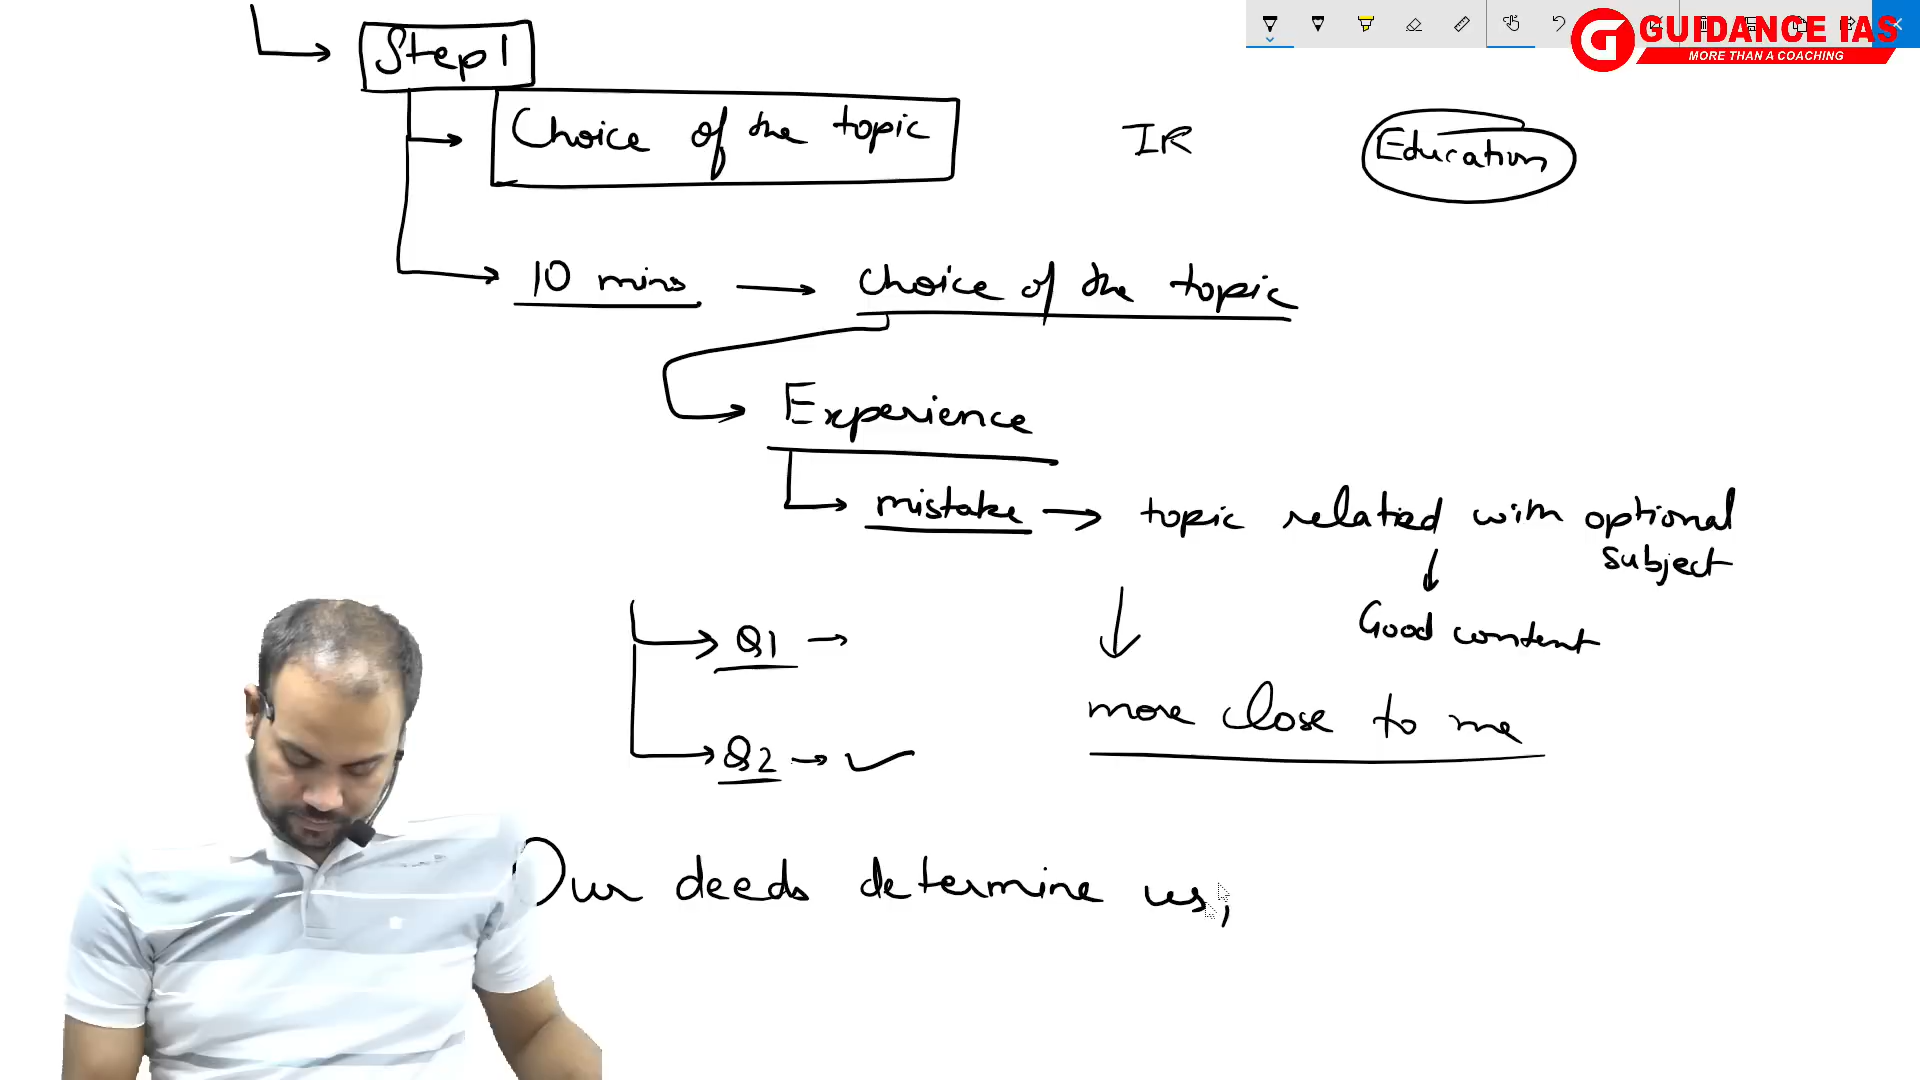 GUIDANCE IAS
MORE THAN A COACHING
Step 1
Choice of the topic
IR
Education
10 mins → choice of the topic
Experience
mistake → topic related with optional
subject
Good content
Q1 →
more close to me
Q2 → ✓
Our deeds determine us,